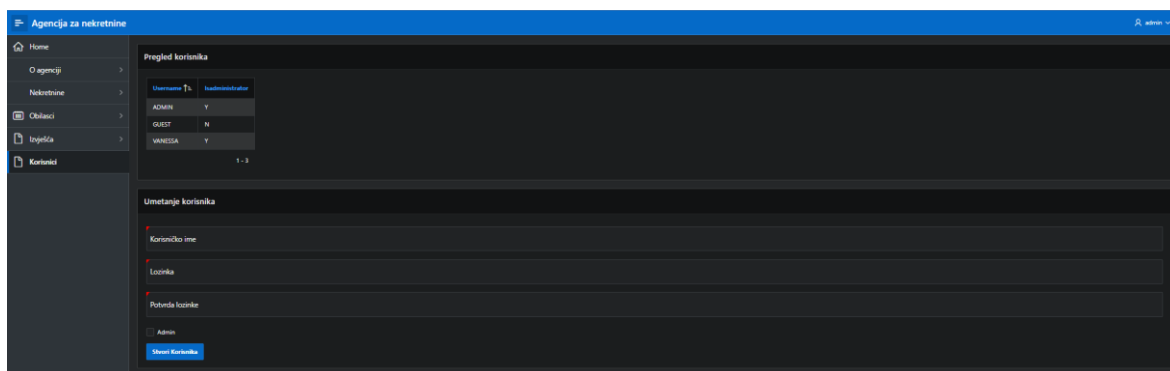 Agencija za nekretnine
admin
Home
O agenciji
Nekretnine
Obilasci
Izvješća
Korisnici
Pregled korisnika
Username Isadministrator
ADMIN Y
GUEST N
VANESSA Y
1 - 3
Umetanje korisnika
Korisničko ime
Lozinka
Potvrda lozinke
Admin
Stvori Korisnika